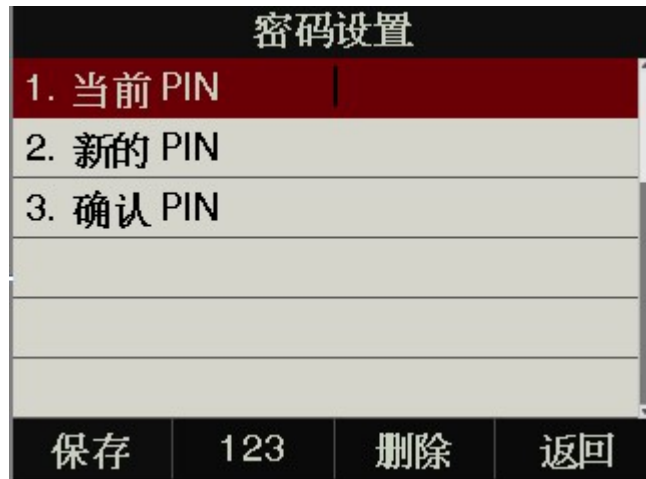 密码设置
1. 当前 PIN
2. 新的 PIN
3. 确认 PIN
保存 123 删除 返回